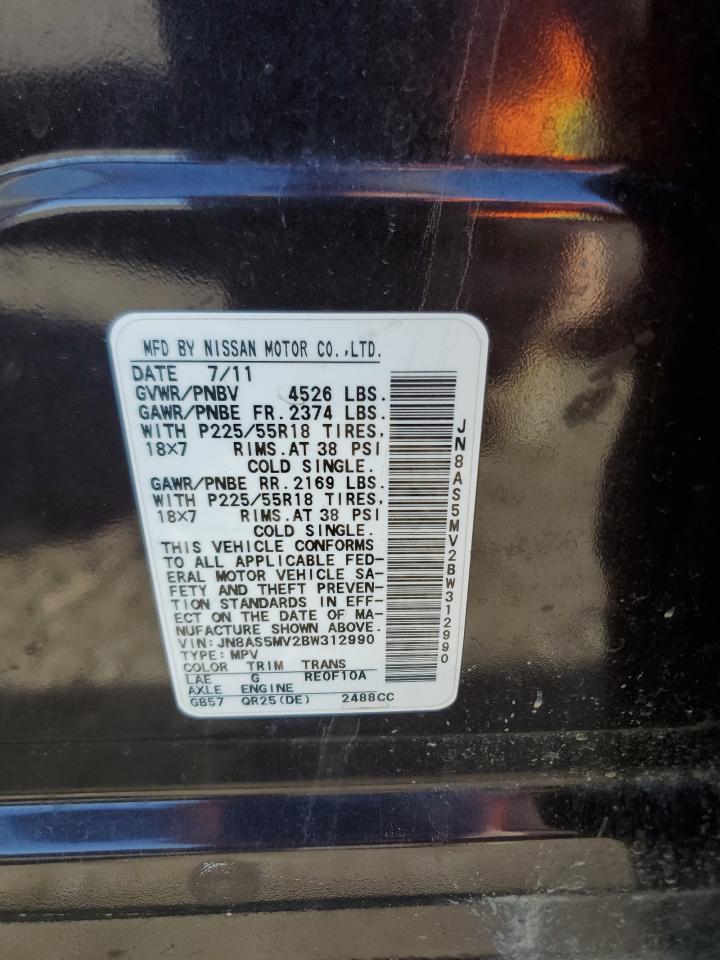 MFD BY NISSAN MOTOR CO.,LTD.
DATE 7/11
GVWR/PNBV 4526 LBS.
GAWR/PNBE FR. 2374 LBS.
WITH P225/55R18 TIRES,
18X7 RIMS.AT 38 PSI
COLD SINGLE.
GAWR/PNBE RR. 2169 LBS.
WITH P225/55R18 TIRES,
18X7 RIMS.AT 38 PSI
COLD SINGLE.
THIS VEHICLE CONFORMS
TO ALL APPLICABLE FED-
ERAL MOTOR VEHICLE SA-
FETY AND THEFT PREVEN-
TION STANDARDS IN EFF-
ECT ON THE DATE OF MA-
NUFACTURE SHOWN ABOVE.
VIN:JN8AS5MV2BW312990
TYPE:MPV
COLOR TRIM TRANS
LAE G RE0F10A
AXLE ENGINE
GB57 QR25(DE) 2488CC
JN8AS5MV2BW312990